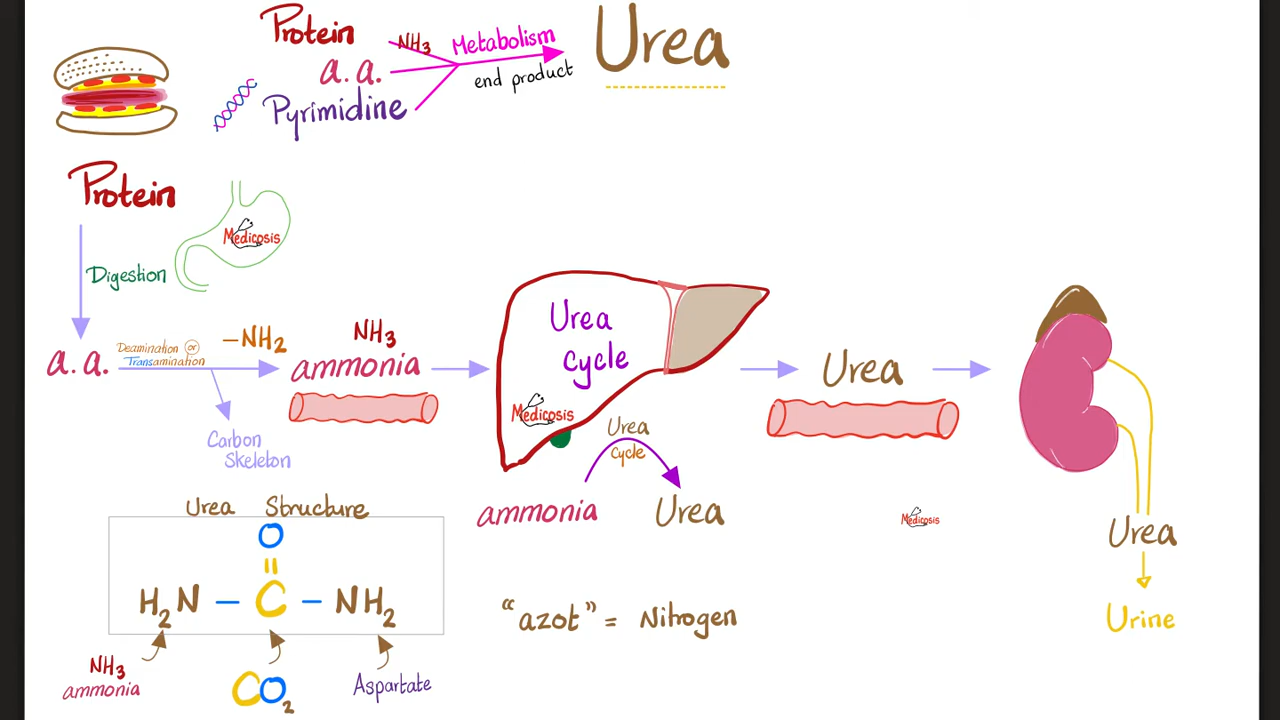 Protein
NH3
Metabolism
Urea
a.a.
end product
Pyrimidine
Protein
Medicosis
Digestion
a.a.
Deamination or
Transamination
-NH2
NH3
ammonia
Carbon
Skeleton
Urea
Cycle
Medicosis
Urea
Cycle
ammonia
Urea
Urea
Medicosis
Urea
Urine
Urea Structure
O
H2N - C - NH2
NH3
ammonia
CO2
Aspartate
"azot" = Nitrogen